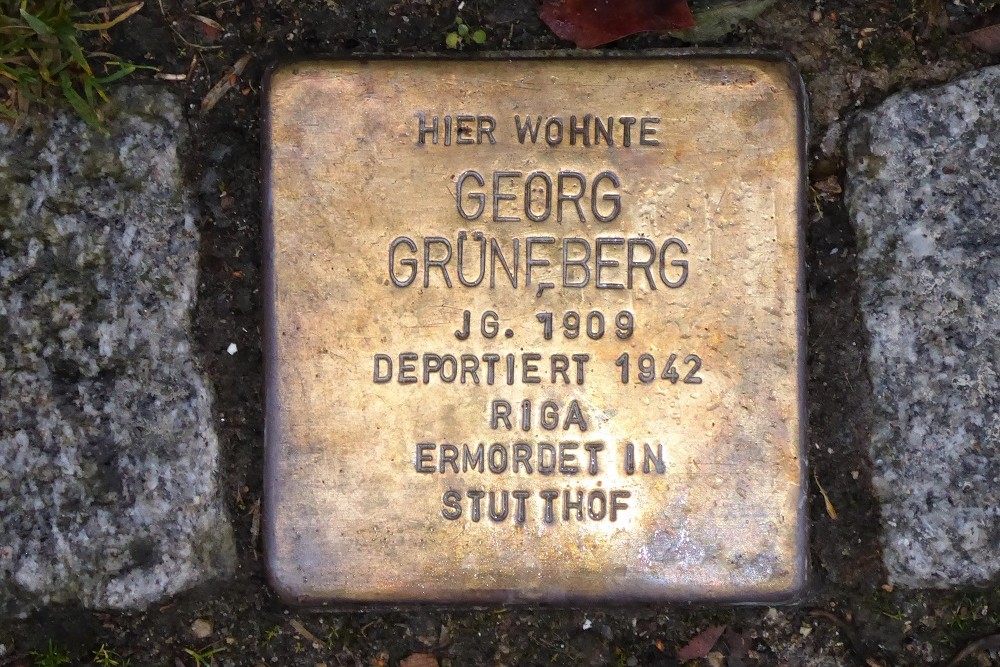 HIER WOHNTE
GEORG
GRÜNEBERG
JG. 1909
DEPORTIERT 1942
RIGA
ERMORDET IN
STUTTHOF